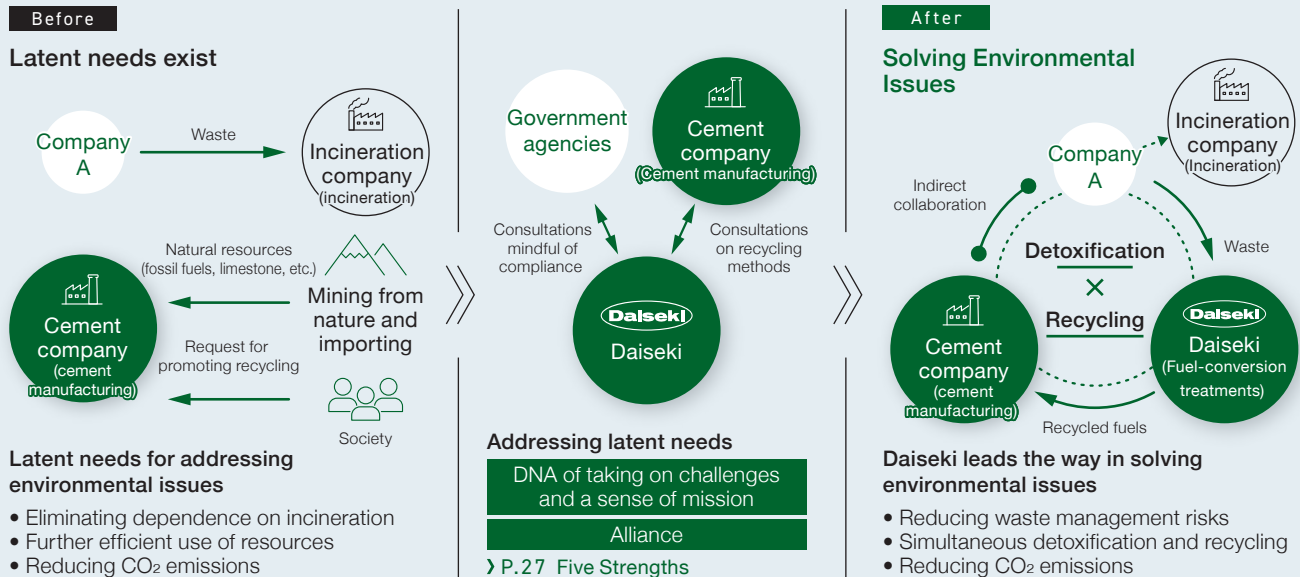 Before
Latent needs exist
Company
A
Waste
Incineration
company
(incineration)
Natural resources
(fossil fuels, limestone, etc.)
Cement
company
(cement
manufacturing)
Mining from
nature and
importing
Request for
promoting recycling
Society
Latent needs for addressing
environmental issues
• Eliminating dependence on incineration
• Further efficient use of resources
• Reducing CO₂ emissions
Government
agencies
Cement
company
(Cement manufacturing)
Consultations
mindful of
compliance
Consultations
on recycling
methods
Daiseki
Daiseki
Addressing latent needs
DNA of taking on challenges
and a sense of mission
Alliance
❯ P.27 Five Strengths
After
Solving Environmental
Issues
Company
A
Incineration
company
(Incineration)
Indirect
collaboration
Waste
Detoxification
×
Recycling
Cement
company
(cement
manufacturing)
Daiseki
Daiseki
(Fuel-conversion
treatments)
Recycled fuels
Daiseki leads the way in solving
environmental issues
• Reducing waste management risks
• Simultaneous detoxification and recycling
• Reducing CO₂ emissions